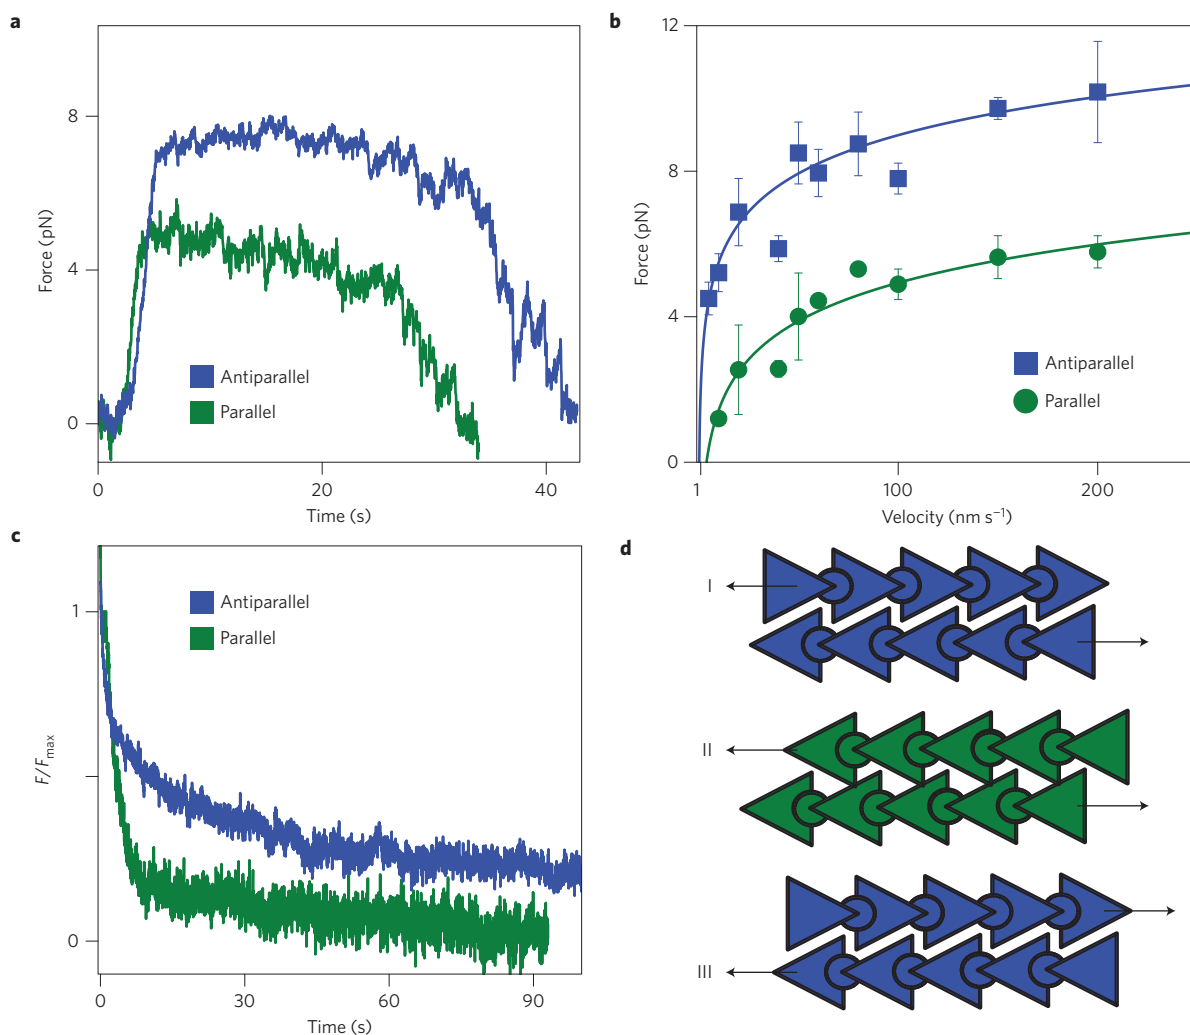 a
8
4
0
Force (pN)
0
20
40
Time (s)
Antiparallel
Parallel
b
12
8
4
0
Force (pN)
1
100
200
Velocity (nm s⁻¹)
Antiparallel
Parallel
c
1
0
F/Fmax
0
30
60
90
Time (s)
Antiparallel
Parallel
d
I
II
III